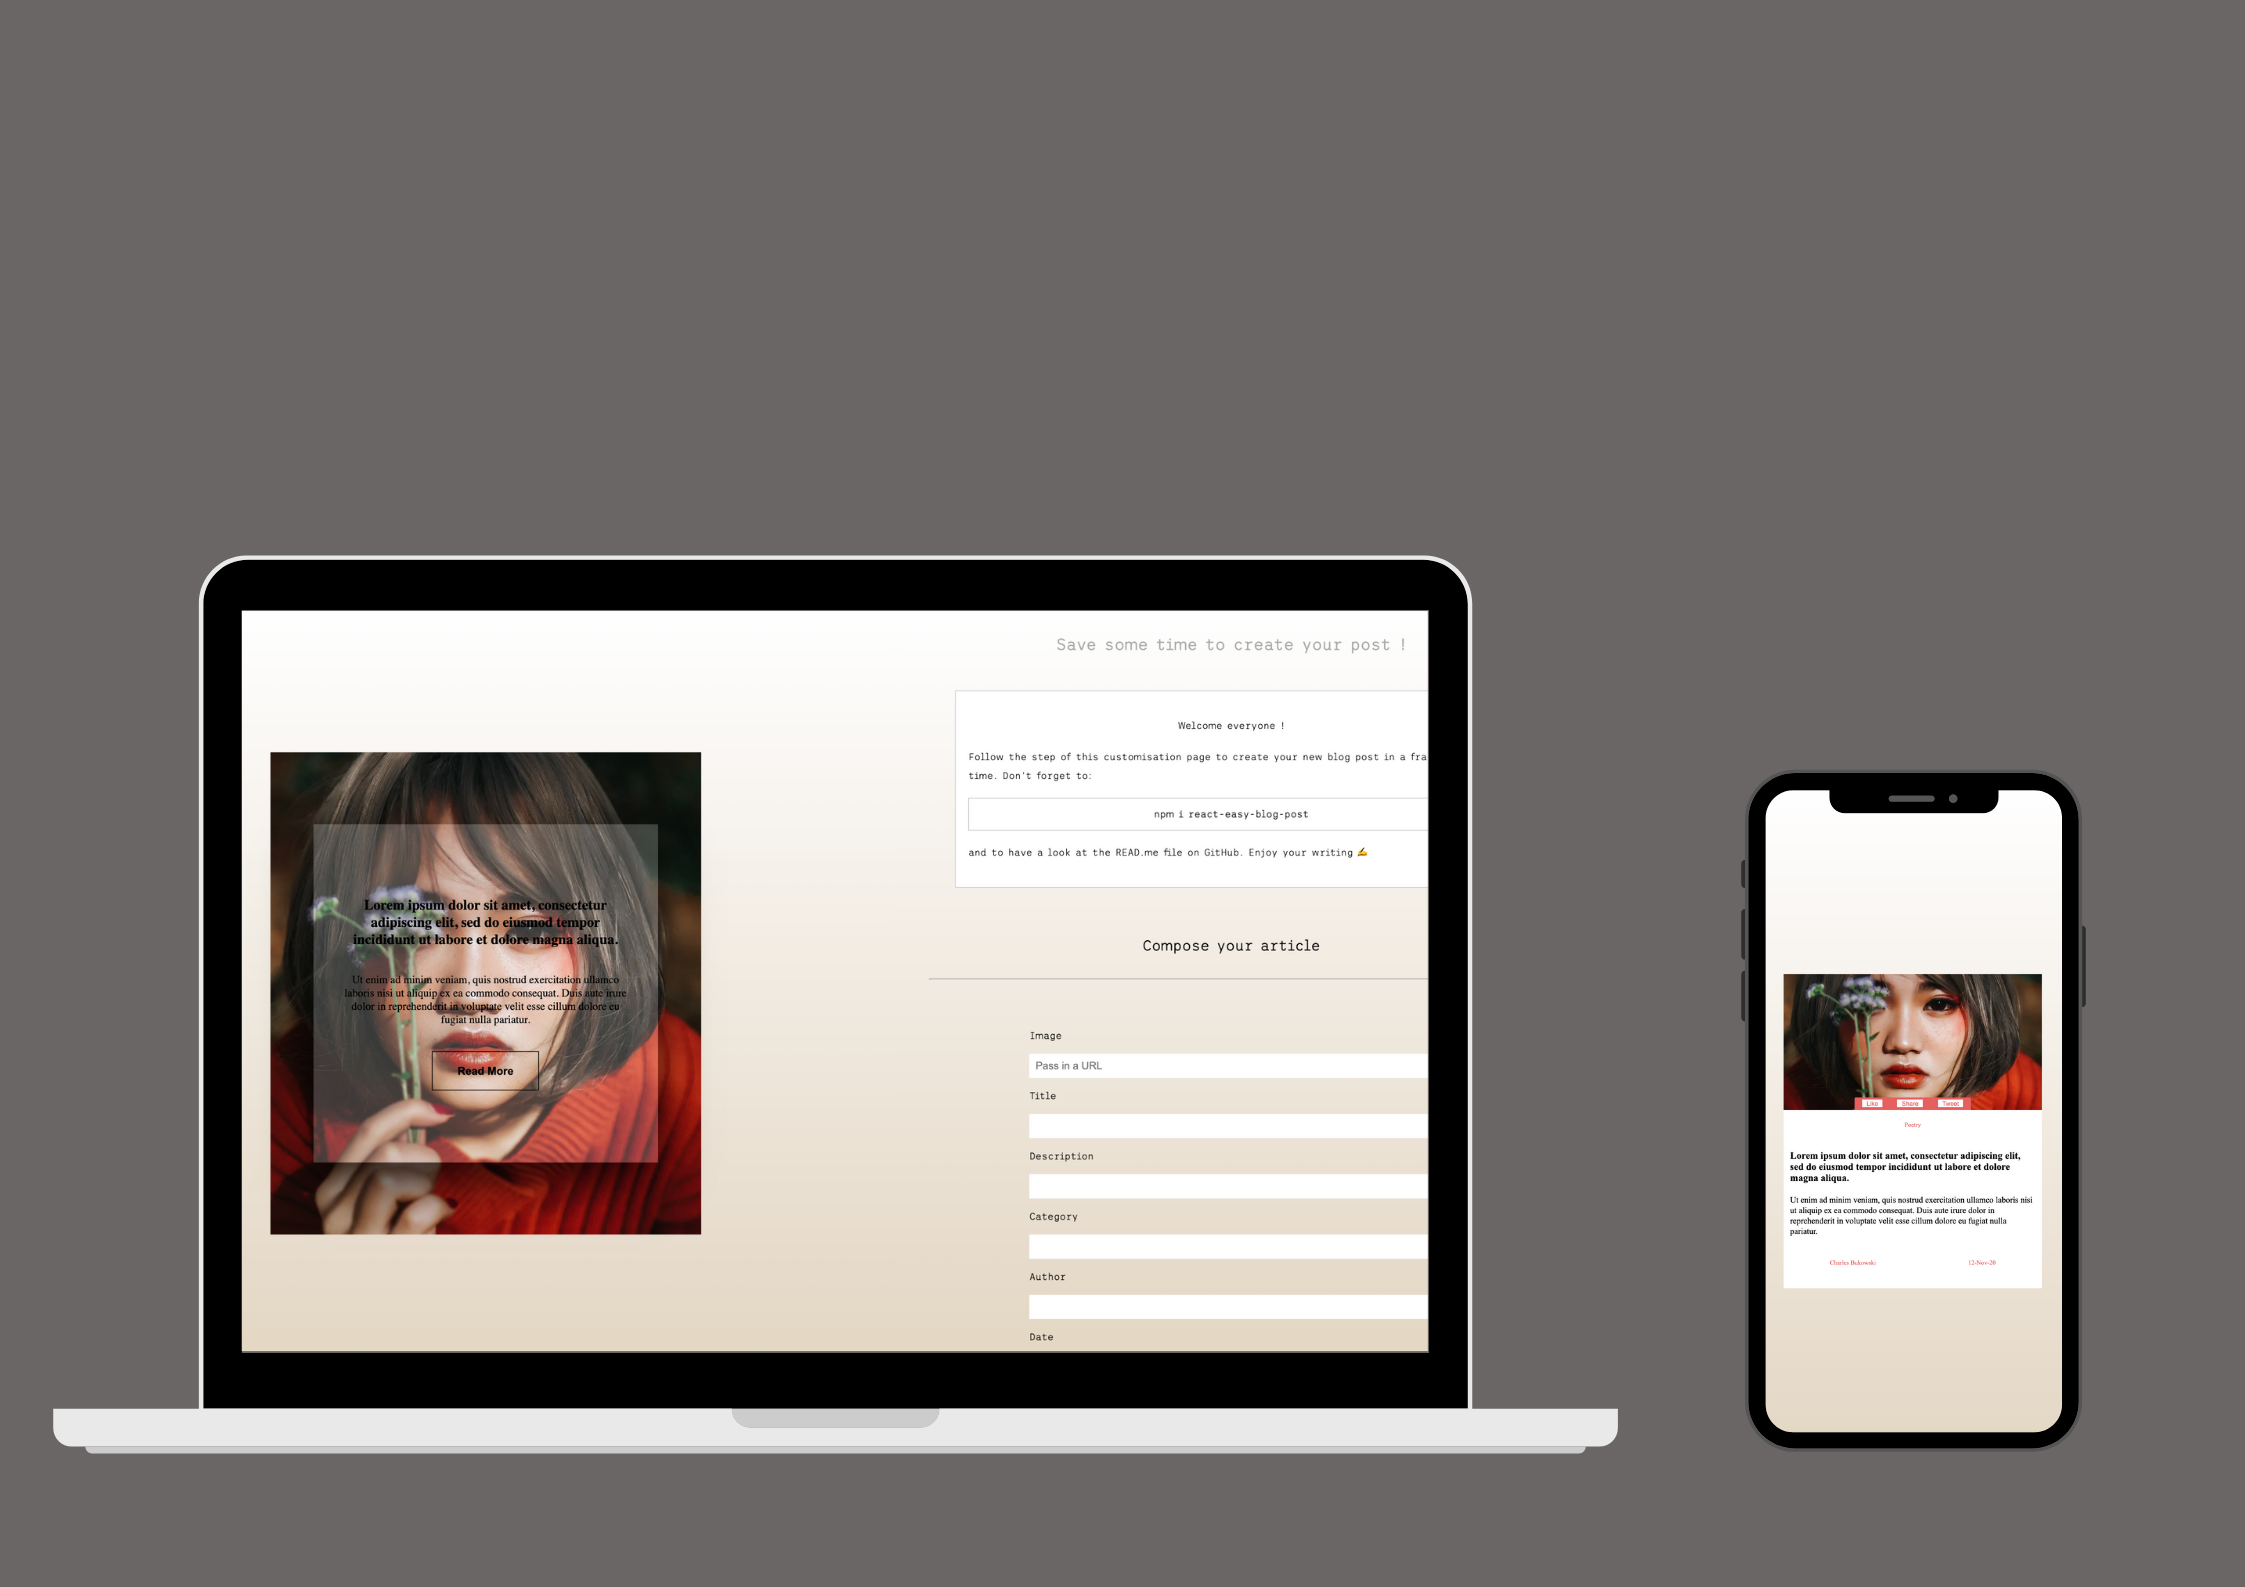 Save some time to create your post !
Welcome everyone !
Follow the step of this customisation page to create your new blog post in a fra
time. Don't forget to:
npm i react-easy-blog-post
and to have a look at the READ.me file on GitHub. Enjoy your writing ✍️
Lorem ipsum dolor sit amet, consectetur
adipiscing elit, sed do eiusmod tempor
incididunt ut labore et dolore magna aliqua.
Ut enim ad minim veniam, quis nostrud exercitation ullamco
laboris nisi ut aliquip ex ea commodo consequat. Duis aute irure
dolor in reprehenderit in voluptate velit esse cillum dolore eu
fugiat nulla pariatur.
Read More
Compose your article
Image
Pass in a URL
Title
Description
Category
Author
Date
Like Share Tweet
Poetry
Lorem ipsum dolor sit amet, consectetur adipiscing elit,
sed do eiusmod tempor incididunt ut labore et dolore
magna aliqua.
Ut enim ad minim veniam, quis nostrud exercitation ullamco laboris nisi
ut aliquip ex ea commodo consequat. Duis aute irure dolor in
reprehenderit in voluptate velit esse cillum dolore eu fugiat nulla
pariatur.
Charles Bukowski 12-Nov-20